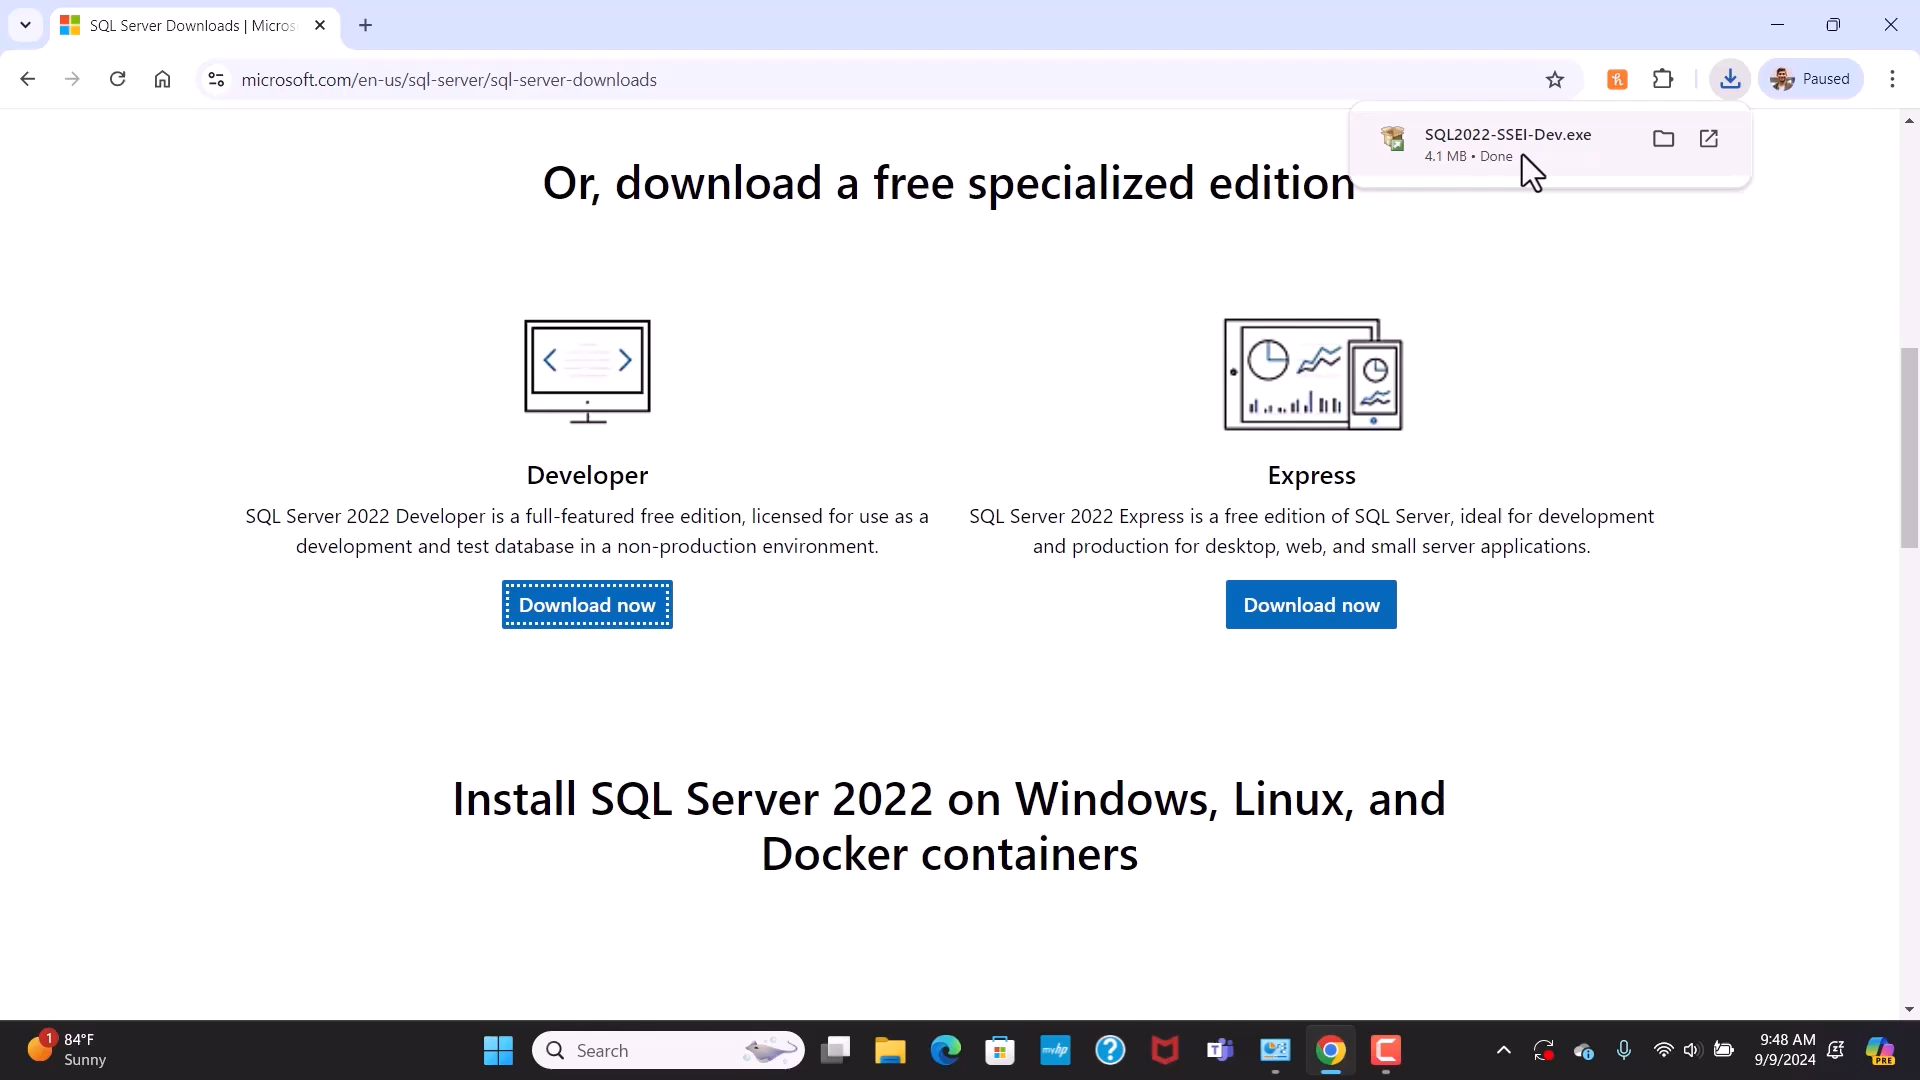 SQL Server Downloads | Micros
microsoft.com/en-us/sql-server/sql-server-downloads
Paused
SQL2022-SSEI-Dev.exe
4.1 MB • Done
Or, download a free specialized edition
Developer
SQL Server 2022 Developer is a full-featured free edition, licensed for use as a
development and test database in a non-production environment.
Download now
Express
SQL Server 2022 Express is a free edition of SQL Server, ideal for development
and production for desktop, web, and small server applications.
Download now
Install SQL Server 2022 on Windows, Linux, and
Docker containers
1
84°F
Sunny
Search
myhp
9:48 AM
9/9/2024
PRE